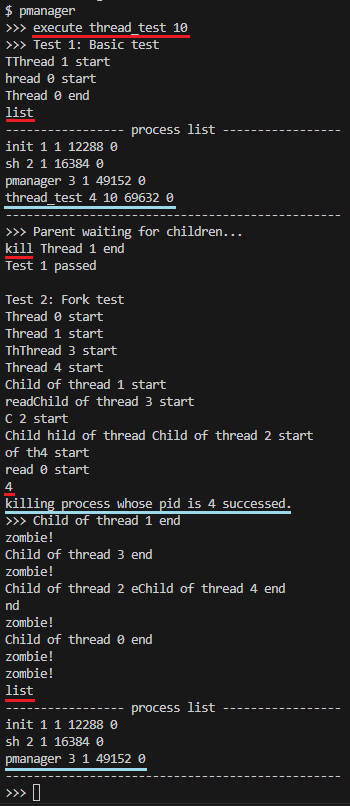 $ pmanager
>>> execute thread_test 10
>>> Test 1: Basic test
TThread 1 start
hread 0 start
Thread 0 end
list
----------------- process list -----------------
init 1 1 12288 0
sh 2 1 16384 0
pmanager 3 1 49152 0
thread_test 4 10 69632 0
------------------------------------------------
>>> Parent waiting for children...
kill Thread 1 end
Test 1 passed

Test 2: Fork test
Thread 0 start
Thread 1 start
ThThread 3 start
Thread 4 start
Child of thread 1 start
readChild of thread 3 start
C 2 start
Child hild of thread Child of thread 2 start
of th4 start
read 0 start
4
killing process whose pid is 4 successed.
>>> Child of thread 1 end
zombie!
Child of thread 3 end
zombie!
Child of thread 2 eChild of thread 4 end
nd
zombie!
Child of thread 0 end
zombie!
zombie!
list
----------------- process list -----------------
init 1 1 12288 0
sh 2 1 16384 0
pmanager 3 1 49152 0
------------------------------------------------
>>>